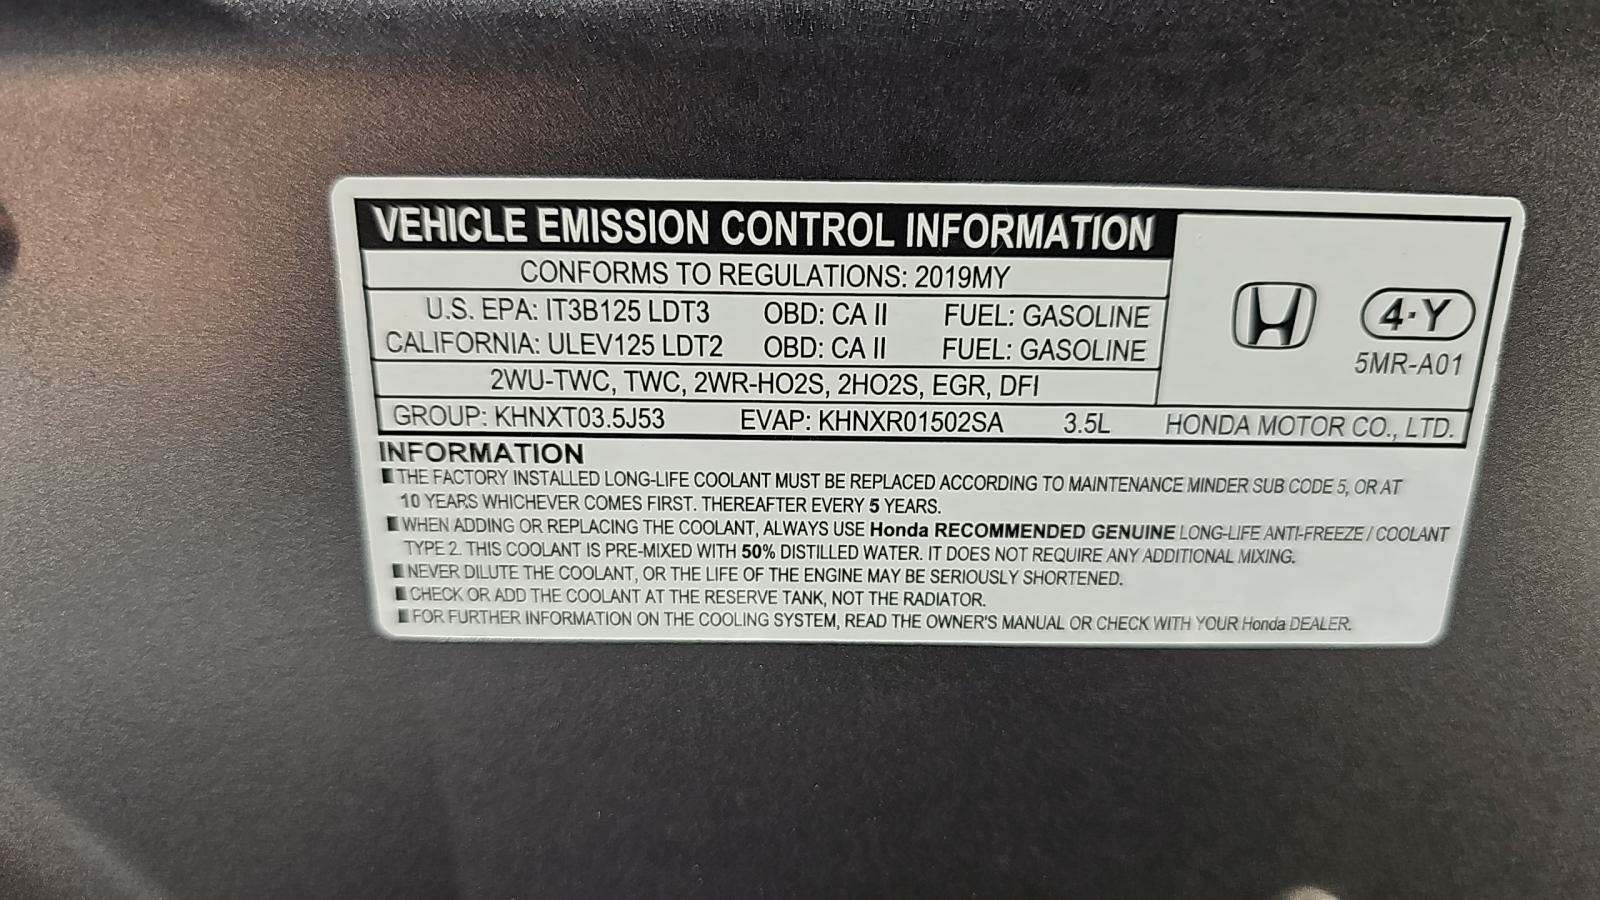 VEHICLE EMISSION CONTROL INFORMATION
CONFORMS TO REGULATIONS: 2019MY
U.S. EPA: IT3B125 LDT3 OBD: CA II FUEL: GASOLINE
CALIFORNIA: ULEV125 LDT2 OBD: CA II FUEL: GASOLINE
4·Y
5MR-A01
2WU-TWC, TWC, 2WR-HO2S, 2HO2S, EGR, DFI
GROUP: KHNXT03.5J53 EVAP: KHNXR01502SA 3.5L HONDA MOTOR CO., LTD.
INFORMATION
THE FACTORY INSTALLED LONG-LIFE COOLANT MUST BE REPLACED ACCORDING TO MAINTENANCE MINDER SUB CODE 5, OR AT
10 YEARS WHICHEVER COMES FIRST. THEREAFTER EVERY 5 YEARS.
WHEN ADDING OR REPLACING THE COOLANT, ALWAYS USE Honda RECOMMENDED GENUINE LONG-LIFE ANTI-FREEZE / COOLANT
TYPE 2. THIS COOLANT IS PRE-MIXED WITH 50% DISTILLED WATER. IT DOES NOT REQUIRE ANY ADDITIONAL MIXING.
NEVER DILUTE THE COOLANT, OR THE LIFE OF THE ENGINE MAY BE SERIOUSLY SHORTENED.
CHECK OR ADD THE COOLANT AT THE RESERVE TANK, NOT THE RADIATOR.
FOR FURTHER INFORMATION ON THE COOLING SYSTEM, READ THE OWNER'S MANUAL OR CHECK WITH YOUR Honda DEALER.